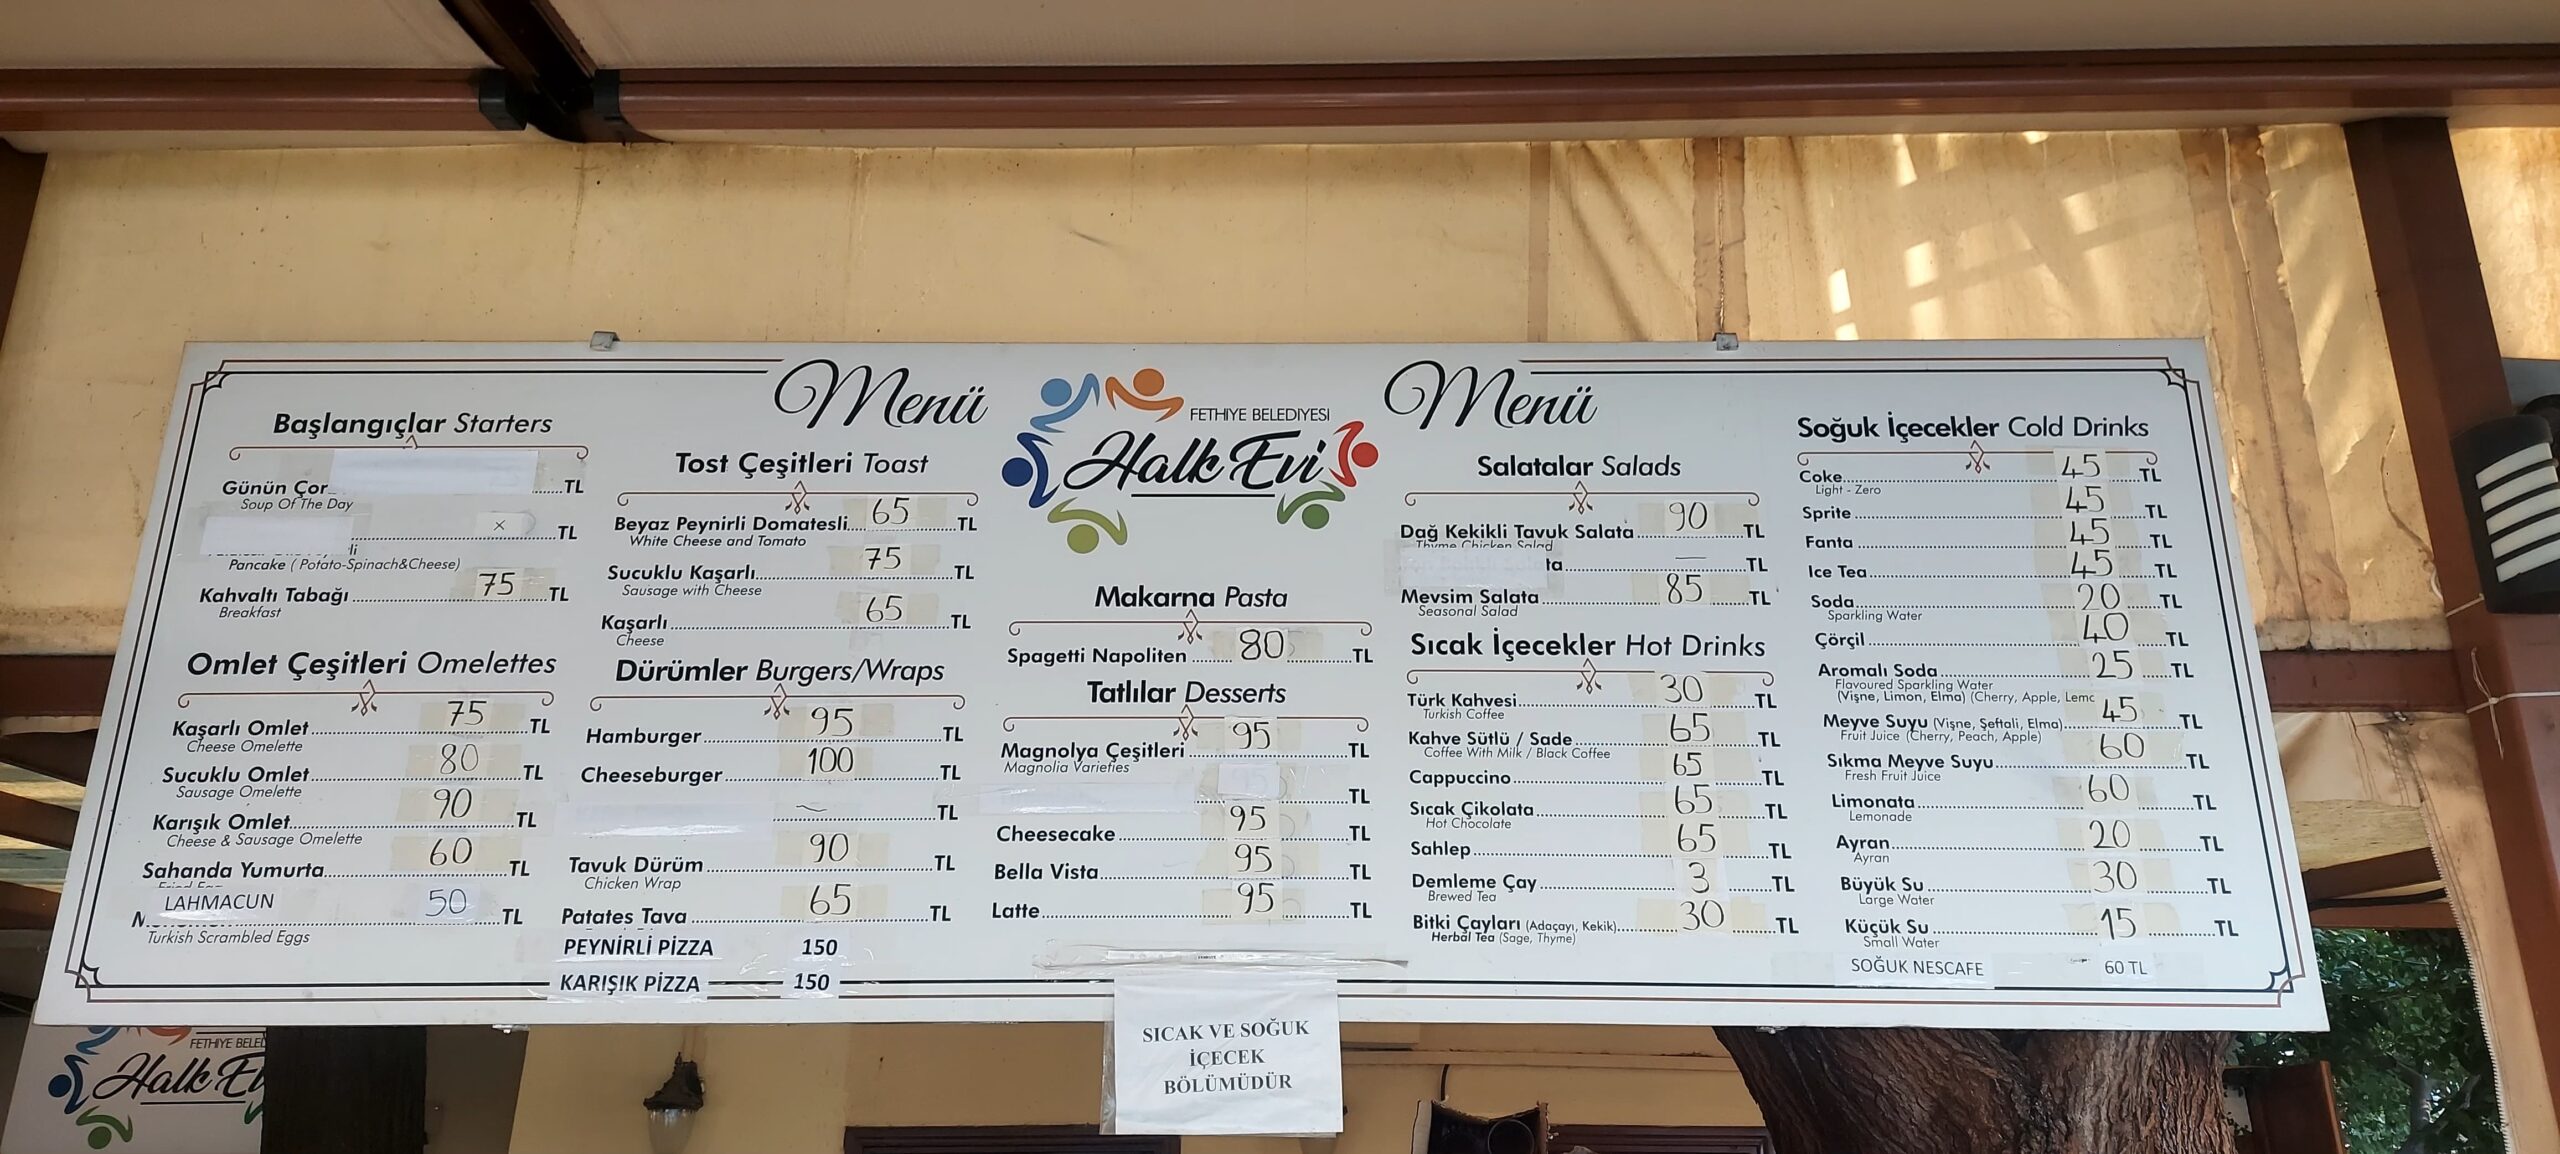 Menü
FETHIYE BELEDIYESI
Halk Evi
Menü
Başlangıçlar Starters
Günün Çor TL
Soup Of The Day
× TL
Pancake ( Potato-Spinach&Cheese)
Kahvaltı Tabağı 75 TL
Breakfast
Omlet Çeşitleri Omelettes
Kaşarlı Omlet 75 TL
Cheese Omelette
Sucuklu Omlet 80 TL
Sausage Omelette
Karışık Omlet 90 TL
Cheese & Sausage Omelette
Sahanda Yumurta 60 TL
LAHMACUN 50 TL
Turkish Scrambled Eggs
Tost Çeşitleri Toast
Beyaz Peynirli Domatesli 65 TL
White Cheese and Tomato
Sucuklu Kaşarlı 75 TL
Sausage with Cheese
Kaşarlı 65 TL
Cheese
Dürümler Burgers/Wraps
Hamburger 95 TL
Cheeseburger 100 TL
TL
Tavuk Dürüm 90 TL
Chicken Wrap
Patates Tava 65 TL
PEYNİRLİ PİZZA 150
KARIŞIK PİZZA 150
Makarna Pasta
Spagetti Napoliten 80 TL
Tatlılar Desserts
Magnolya Çeşitleri 95 TL
Magnolia Varieties
TL
Cheesecake 95 TL
Bella Vista 95 TL
Latte 95 TL
Salatalar Salads
Dağ Kekikli Tavuk Salata 90 TL
Thyme Chicken Salad
ta TL
Mevsim Salata 85 TL
Seasonal Salad
Sıcak İçecekler Hot Drinks
Türk Kahvesi 30 TL
Turkish Coffee
Kahve Sütlü / Sade 65 TL
Coffee With Milk / Black Coffee
Cappuccino 65 TL
Sıcak Çikolata 65 TL
Hot Chocolate
Sahlep 65 TL
Demleme Çay 3 TL
Brewed Tea
Bitki Çayları (Adaçayı, Kekik) 30 TL
Herbal Tea (Sage, Thyme)
Soğuk İçecekler Cold Drinks
Coke 45 TL
Light - Zero
Sprite 45 TL
Fanta 45 TL
Ice Tea 45 TL
Soda 20 TL
Sparkling Water
Çörçil 40 TL
Aromalı Soda 25 TL
Flavoured Sparkling Water
(Vişne, Limon, Elma) (Cherry, Apple, Lemo
Meyve Suyu (Vişne, Şeftali, Elma) 45 TL
Fruit Juice (Cherry, Peach, Apple)
Sıkma Meyve Suyu 60 TL
Fresh Fruit Juice
Limonata 60 TL
Lemonade
Ayran 20 TL
Ayran
Büyük Su 30 TL
Large Water
Küçük Su 15 TL
Small Water
SOĞUK NESCAFE 60 TL
SICAK VE SOĞUK
İÇECEK
BÖLÜMÜDÜR
FETHIYE BELED
Halk Ev